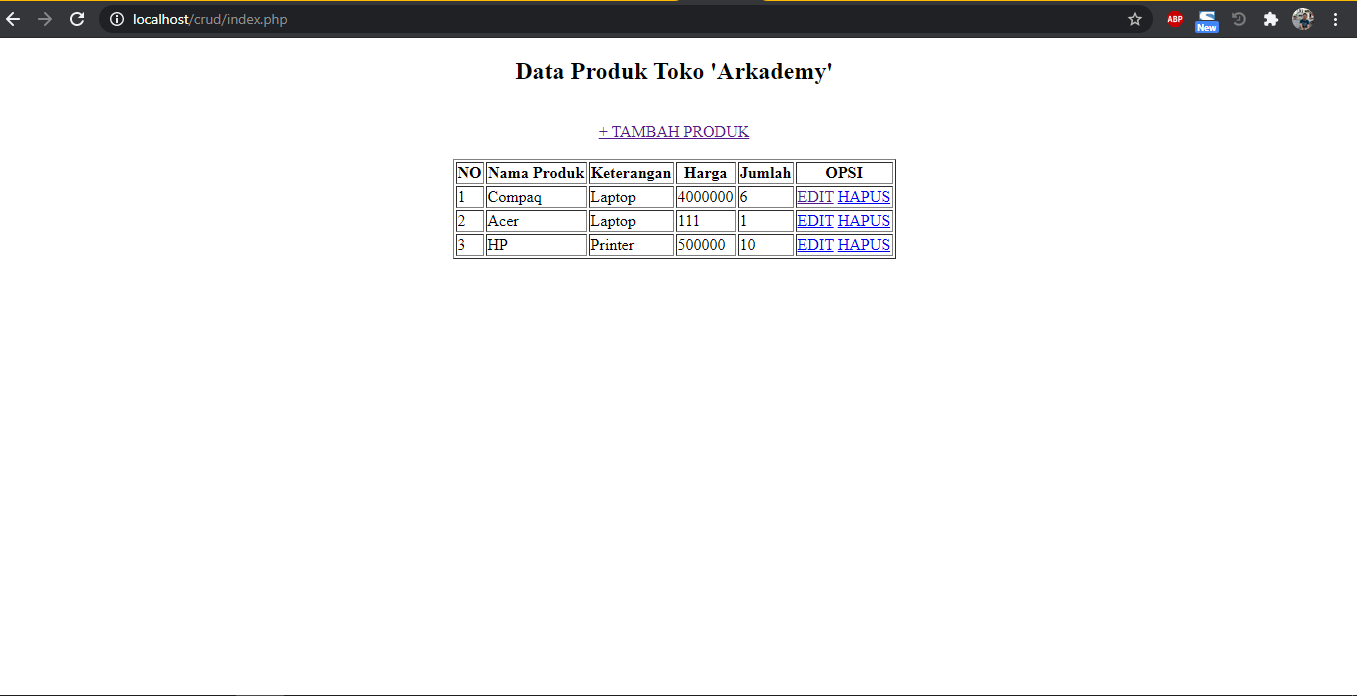 localhost/crud/index.php
ABP
New
Data Produk Toko 'Arkademy'
+ TAMBAH PRODUK
NO Nama Produk Keterangan Harga Jumlah OPSI
1 Compaq Laptop 4000000 6 EDIT HAPUS
2 Acer Laptop 111 1 EDIT HAPUS
3 HP Printer 500000 10 EDIT HAPUS